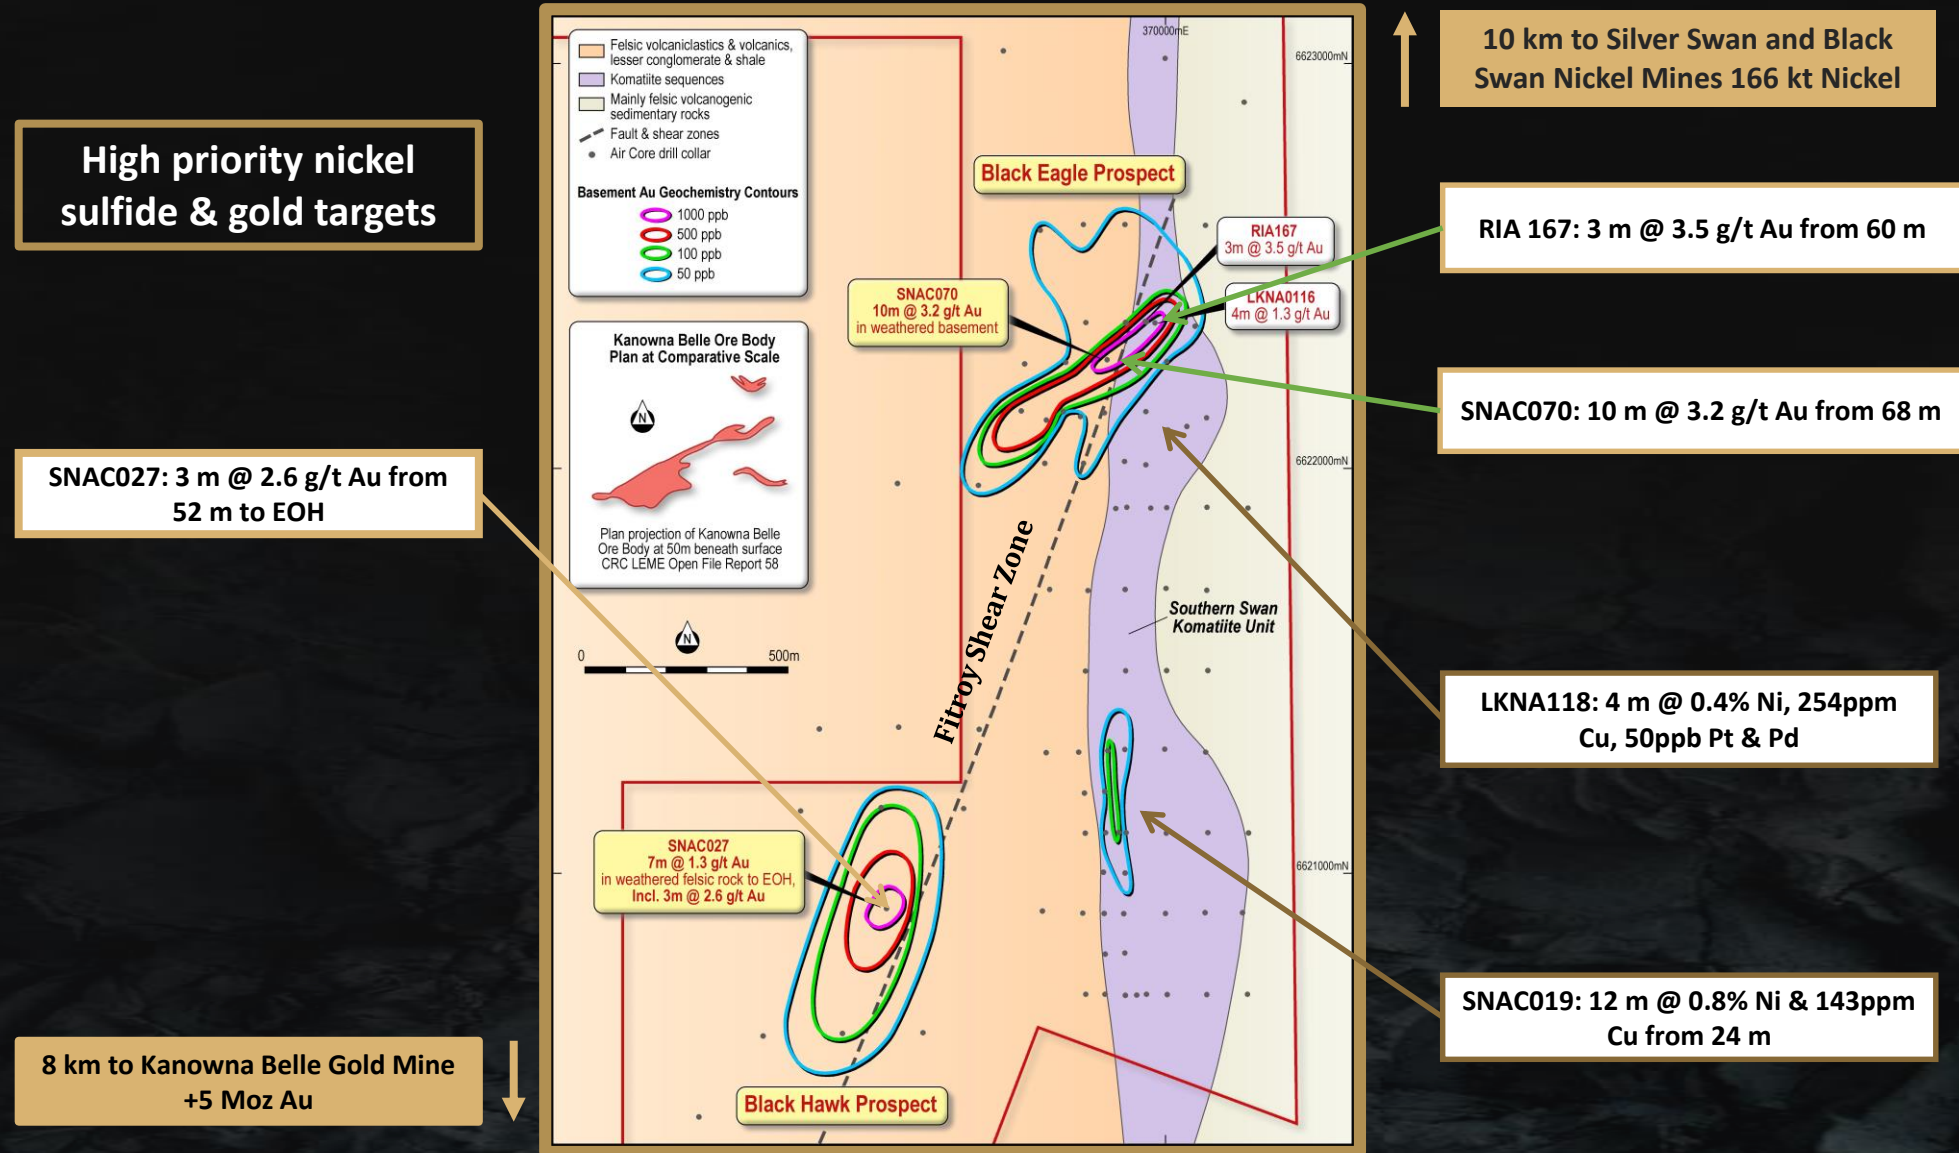 High priority nickel
sulfide & gold targets
SNAC027: 3 m @ 2.6 g/t Au from
52 m to EOH
8 km to Kanowna Belle Gold Mine
+5 Moz Au
Felsic volcaniclastics & volcanics,
lesser conglomerate & shale
Komatiite sequences
Mainly felsic volcanogenic
sedimentary rocks
Fault & shear zones
Air Core drill collar
Basement Au Geochemistry Contours
1000 ppb
500 ppb
100 ppb
50 ppb
Kanowna Belle Ore Body
Plan at Comparative Scale
N
Plan projection of Kanowna Belle
Ore Body at 50m beneath surface
CRC LEME Open File Report 58
N
0
500m
370000mE
6623000mN
Black Eagle Prospect
RIA167
3m @ 3.5 g/t Au
SNAC070
10m @ 3.2 g/t Au
in weathered basement
LKNA0116
4m @ 1.3 g/t Au
6622000mN
Fitroy Shear Zone
Southern Swan
Komatiite Unit
SNAC027
7m @ 1.3 g/t Au
in weathered felsic rock to EOH,
Incl. 3m @ 2.6 g/t Au
6621000mN
Black Hawk Prospect
10 km to Silver Swan and Black
Swan Nickel Mines 166 kt Nickel
RIA 167: 3 m @ 3.5 g/t Au from 60 m
SNAC070: 10 m @ 3.2 g/t Au from 68 m
LKNA118: 4 m @ 0.4% Ni, 254ppm
Cu, 50ppb Pt & Pd
SNAC019: 12 m @ 0.8% Ni & 143ppm
Cu from 24 m